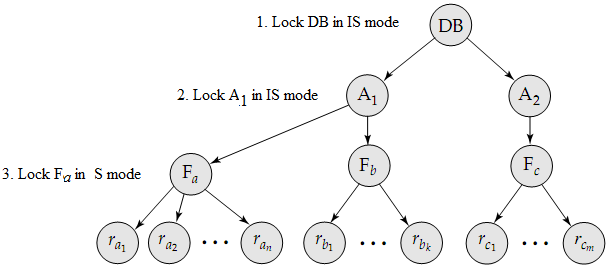 1. Lock DB in IS mode
DB
2. Lock A1 in IS mode
A1
A2
3. Lock Fa in S mode
Fa
Fb
Fc
ra1
ra2
• • •
ran
rb1
• • •
rbk
rc1
• • •
rcm